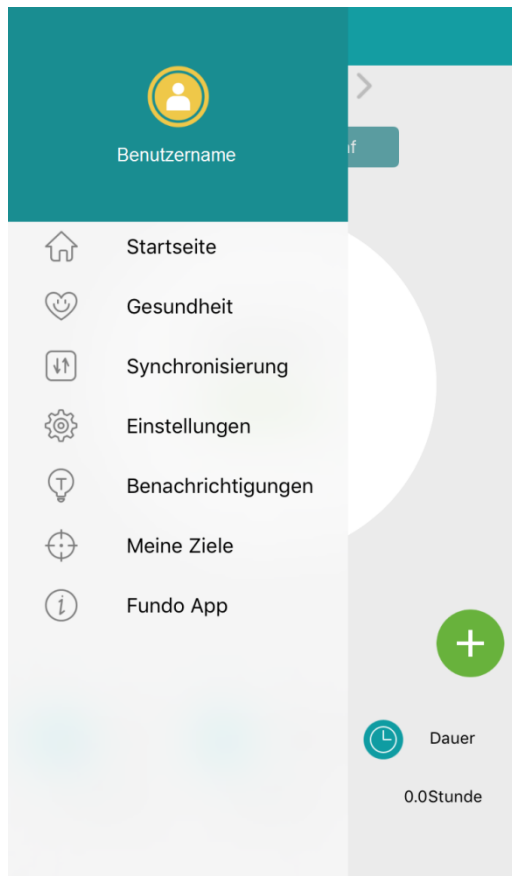 Benutzername
Startseite
Gesundheit
Synchronisierung
Einstellungen
Benachrichtigungen
Meine Ziele
Fundo App
Dauer
0.0Stunde